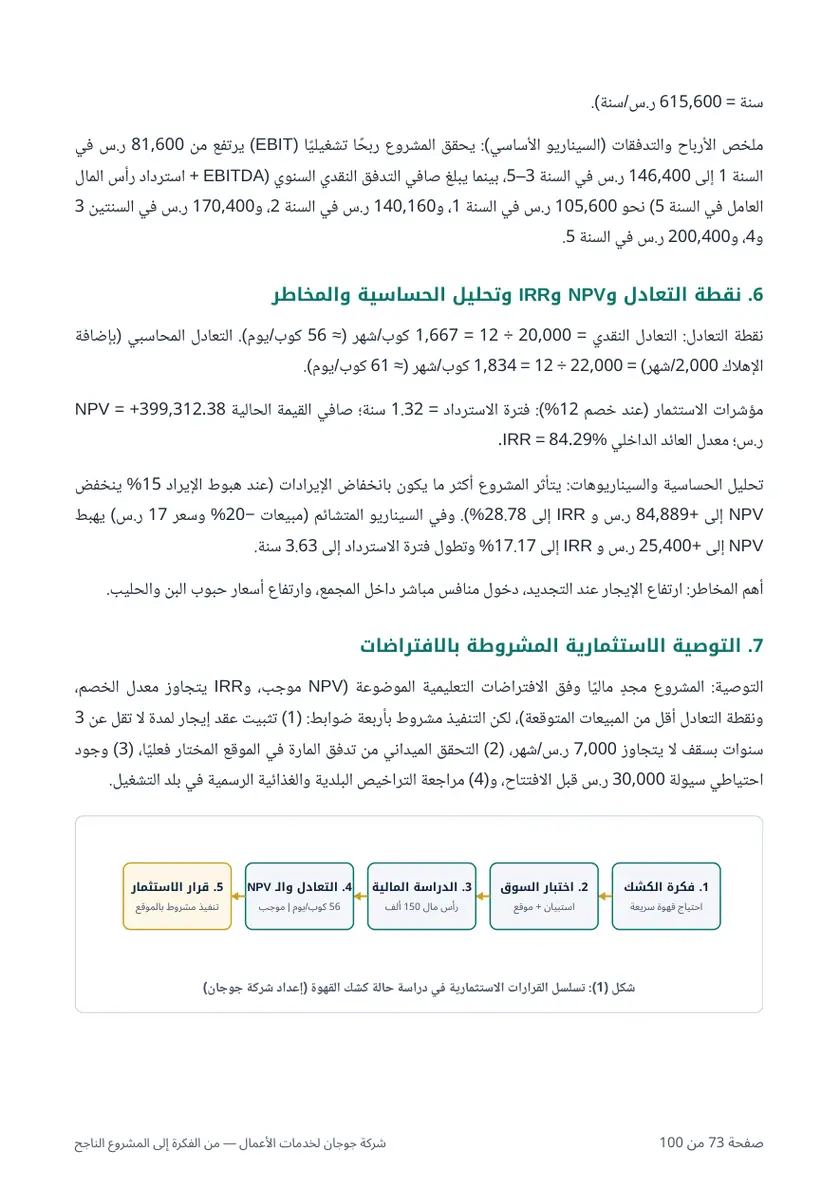 سنة = 615,600 ر.س/سنة).
ملخص الأرباح والتدفقات (السيناريو الأساسي): يحقق المشروع ربحًا تشغيليًا (EBIT) يرتفع من 81,600 ر.س في
السنة 1 إلى 146,400 ر.س في السنة 3–5، بينما يبلغ صافي التدفق النقدي السنوي (EBITDA + استرداد رأس المال
العامل في السنة 5) نحو 105,600 ر.س في السنة 1، و140,160 ر.س في السنة 2، و170,400 ر.س في السنتين 3
و4، و200,400 ر.س في السنة 5.
6. نقطة التعادل وNPV وIRR وتحليل الحساسية والمخاطر
نقطة التعادل: التعادل النقدي = 20,000 ÷ 12 = 1,667 كوب/شهر (≈ 56 كوب/يوم). التعادل المحاسبي (بإضافة
الإهلاك 2,000/شهر) = 22,000 ÷ 12 = 1,834 كوب/شهر (≈ 61 كوب/يوم).
مؤشرات الاستثمار (عند خصم 12%): فترة الاسترداد = 1.32 سنة؛ صافي القيمة الحالية NPV = +399,312.38
ر.س؛ معدل العائد الداخلي IRR = 84.29%.
تحليل الحساسية والسيناريوهات: يتأثر المشروع أكثر ما يكون بانخفاض الإيرادات (عند هبوط الإيراد 15% ينخفض
NPV إلى +84,889 ر.س و IRR إلى 28.78%). وفي السيناريو المتشائم (مبيعات −20% وسعر 17 ر.س) يهبط
NPV إلى +25,400 ر.س و IRR إلى 17.17% وتطول فترة الاسترداد إلى 3.63 سنة.
أهم المخاطر: ارتفاع الإيجار عند التجديد، دخول منافس مباشر داخل المجمع، وارتفاع أسعار حبوب البن والحليب.
7. التوصية الاستثمارية المشروطة بالافتراضات
التوصية: المشروع مجدٍ ماليًا وفق الافتراضات التعليمية الموضوعة (NPV موجب، وIRR يتجاوز معدل الخصم،
ونقطة التعادل أقل من المبيعات المتوقعة)، لكن التنفيذ مشروط بأربعة ضوابط: (1) تثبيت عقد إيجار لمدة لا تقل عن 3
سنوات بسقف لا يتجاوز 7,000 ر.س/شهر، (2) التحقق الميداني من تدفق المارة في الموقع المختار فعليًا، (3) وجود
احتياطي سيولة 30,000 ر.س قبل الافتتاح، و(4) مراجعة التراخيص البلدية والغذائية الرسمية في بلد التشغيل.
1. فكرة الكشك
احتياج قهوة سريعة
2. اختبار السوق
استبيان + موقع
3. الدراسة المالية
رأس مال 150 ألف
4. التعادل والـ NPV
56 كوب/يوم | موجب
5. قرار الاستثمار
تنفيذ مشروط بالموقع
شكل (1): تسلسل القرارات الاستثمارية في دراسة حالة كشك القهوة (إعداد شركة جوجان)
صفحة 73 من 100
شركة جوجان لخدمات الأعمال — من الفكرة إلى المشروع الناجح